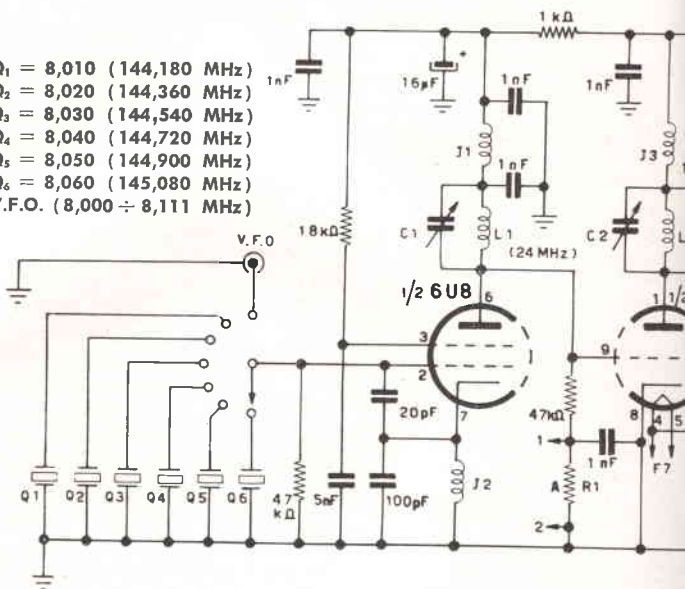 Q₁ = 8,010 (144,180 MHz)
Q₂ = 8,020 (144,360 MHz)
Q₃ = 8,030 (144,540 MHz)
Q₄ = 8,040 (144,720 MHz)
Q₅ = 8,050 (144,900 MHz)
Q₆ = 8,060 (145,080 MHz)
V.F.O. (8,000 ÷ 8,111 MHz)
1nF
16µF
+
1 kΩ
1nF
1nF
J1
1nF
J3
18kΩ
C1
L1
(24 MHz)
C2
L
V.F.O
1/2 6U8
6
3
2
7
1
1/2
9
8
4
5
F7
20pF
100pF
5nF
47
kΩ
J2
47kΩ
1
1nF
A
R1
2
Q1
Q2
Q3
Q4
Q5
Q6